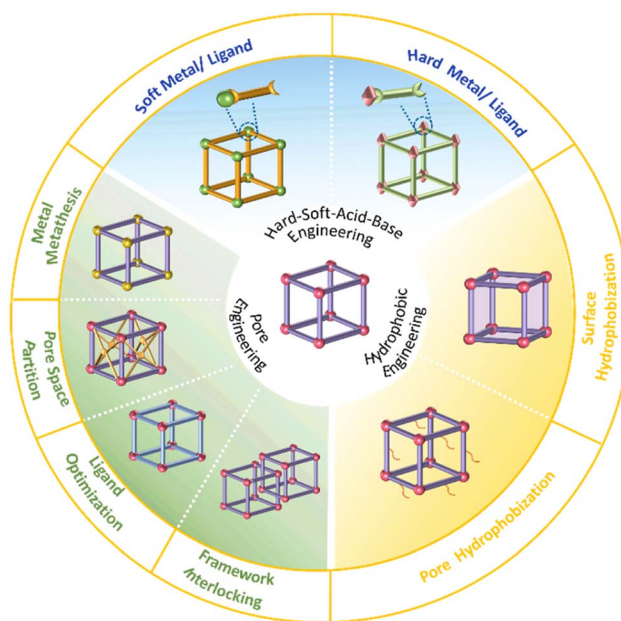 Soft Metal/ Ligand
Hard Metal/ Ligand
Metal
Metathesis
Pore Space
Partition
Ligand
Optimization
Framework
Interlocking
Pore Hydrophobization
Surface
Hydrophobization
Hard-Soft-Acid-Base
Engineering
Pore
Engineering
Hydrophobic
Engineering